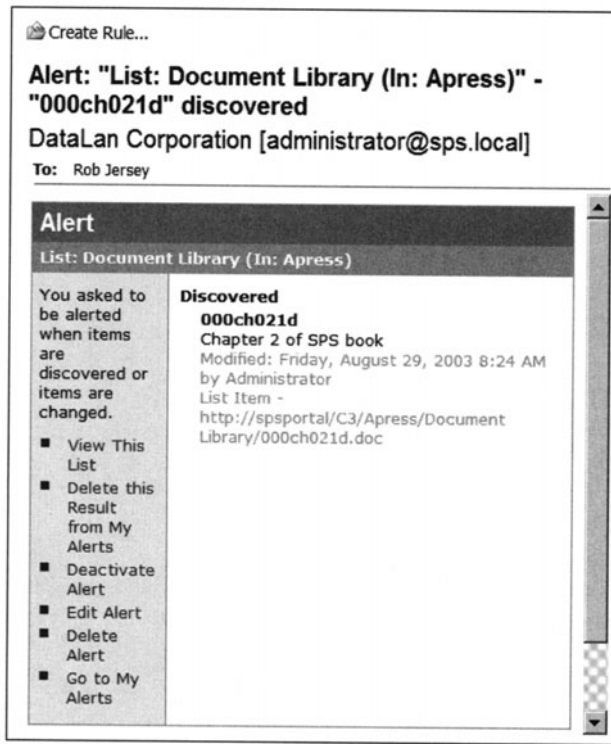 Create Rule...
Alert: "List: Document Library (In: Apress)" -
"000ch021d" discovered
DataLan Corporation [administrator@sps.local]
To: Rob Jersey
Alert
List: Document Library (In: Apress)
You asked to
be alerted
when items
are
discovered or
items are
changed.
View This
List
Delete this
Result
from My
Alerts
Deactivate
Alert
Edit Alert
Delete
Alert
Go to My
Alerts
Discovered
000ch021d
Chapter 2 of SPS book
Modified: Friday, August 29, 2003 8:24 AM
by Administrator
List Item -
http://spsportal/C3/Apress/Document
Library/000ch021d.doc